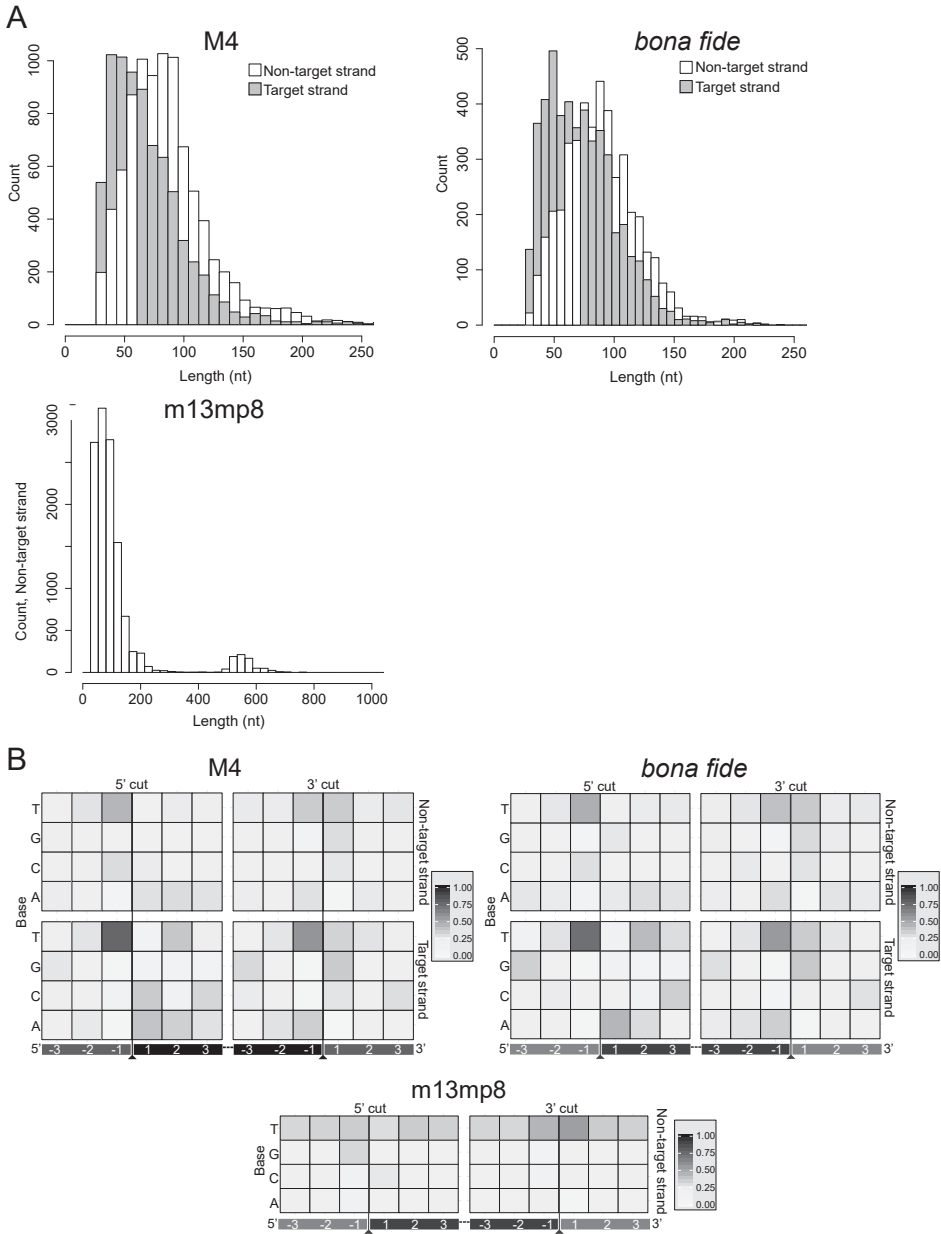 A
M4
Non-target strand
Target strand
Count
0 200 400 600 800 1000
0 50 100 150 200 250
Length (nt)
bona fide
Non-target strand
Target strand
Count
0 100 200 300 400 500
0 50 100 150 200 250
Length (nt)
m13mp8
Count, Non-target strand
0 500 1000 2000 3000
0 200 400 600 800 1000
Length (nt)
B
M4
5' cut 3' cut
T
G
C
A
Non-target strand
Base
T
G
C
A
Target strand
1.00
0.75
0.50
0.25
0.00
5' -3 -2 -1 1 2 3 -3 -2 -1 1 2 3 3'
bona fide
5' cut 3' cut
T
G
C
A
Non-target strand
Base
T
G
C
A
Target strand
1.00
0.75
0.50
0.25
0.00
5' -3 -2 -1 1 2 3 -3 -2 -1 1 2 3 3'
m13mp8
5' cut 3' cut
Base
T
G
C
A
Non-target strand
1.00
0.75
0.50
0.25
0.00
5' -3 -2 -1 1 2 3 -3 -2 -1 1 2 3 3'